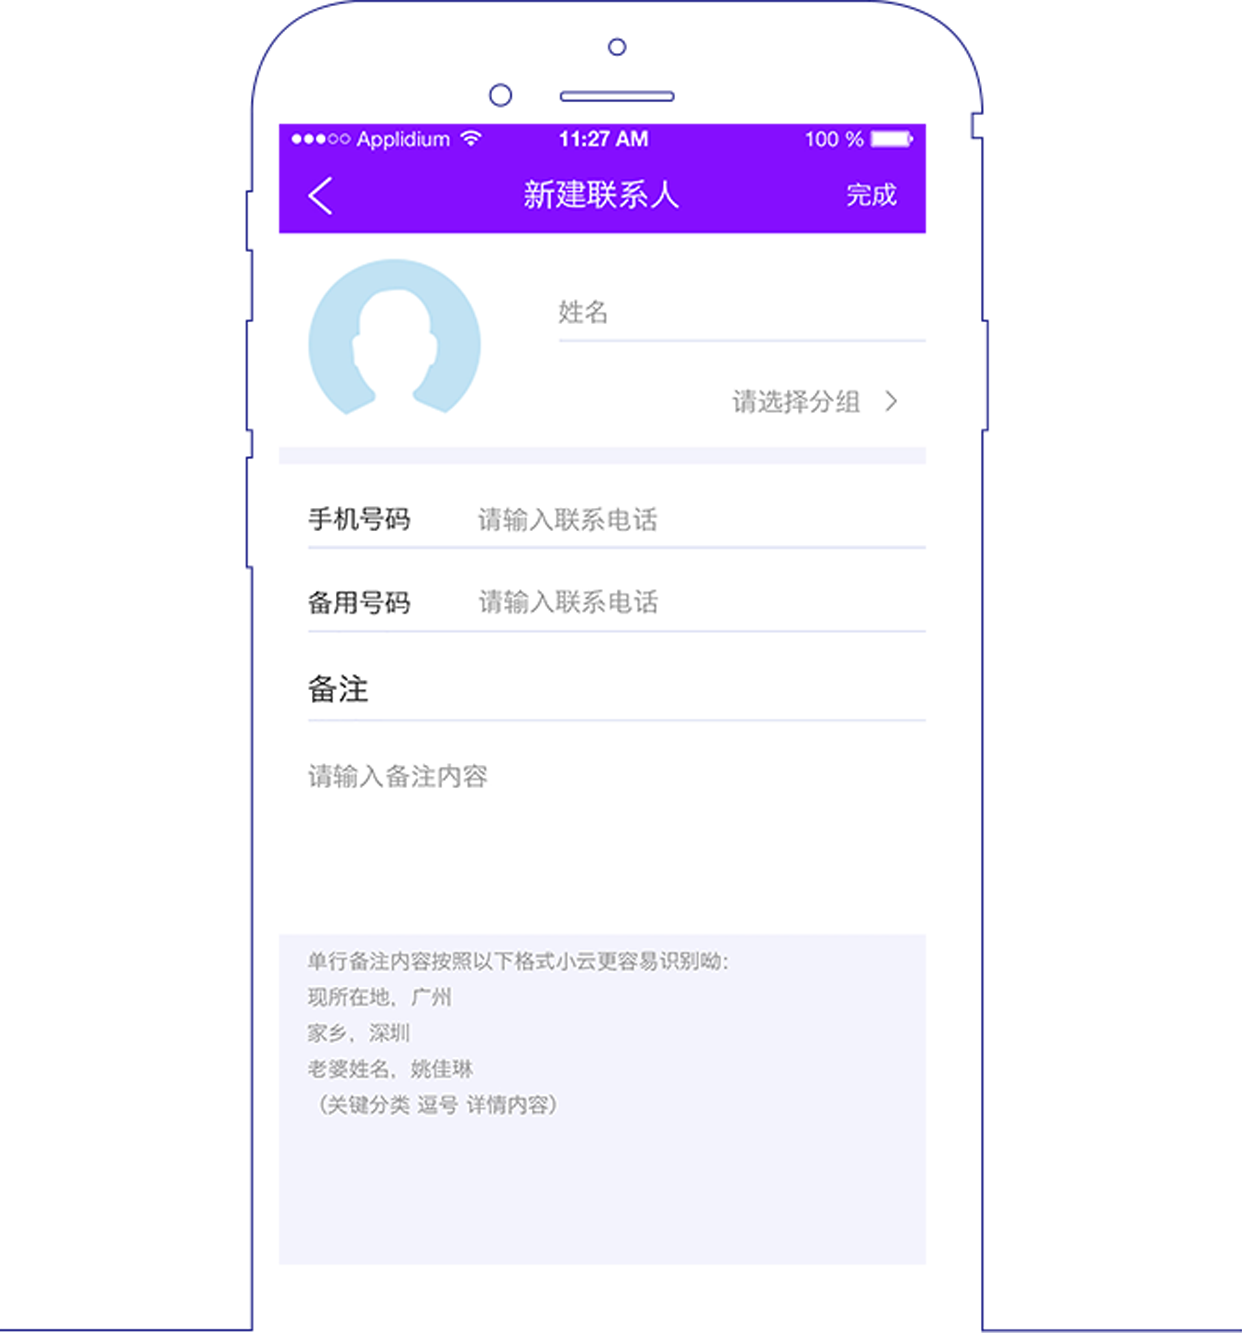 Applidium 11:27 AM 100 %
新建联系人 完成
姓名
请选择分组
手机号码 请输入联系电话
备用号码 请输入联系电话
备注
请输入备注内容
单行备注内容按照以下格式小云更容易识别呦：
现所在地，广州
家乡，深圳
老婆姓名，姚佳琳
（关键分类 逗号 详情内容）